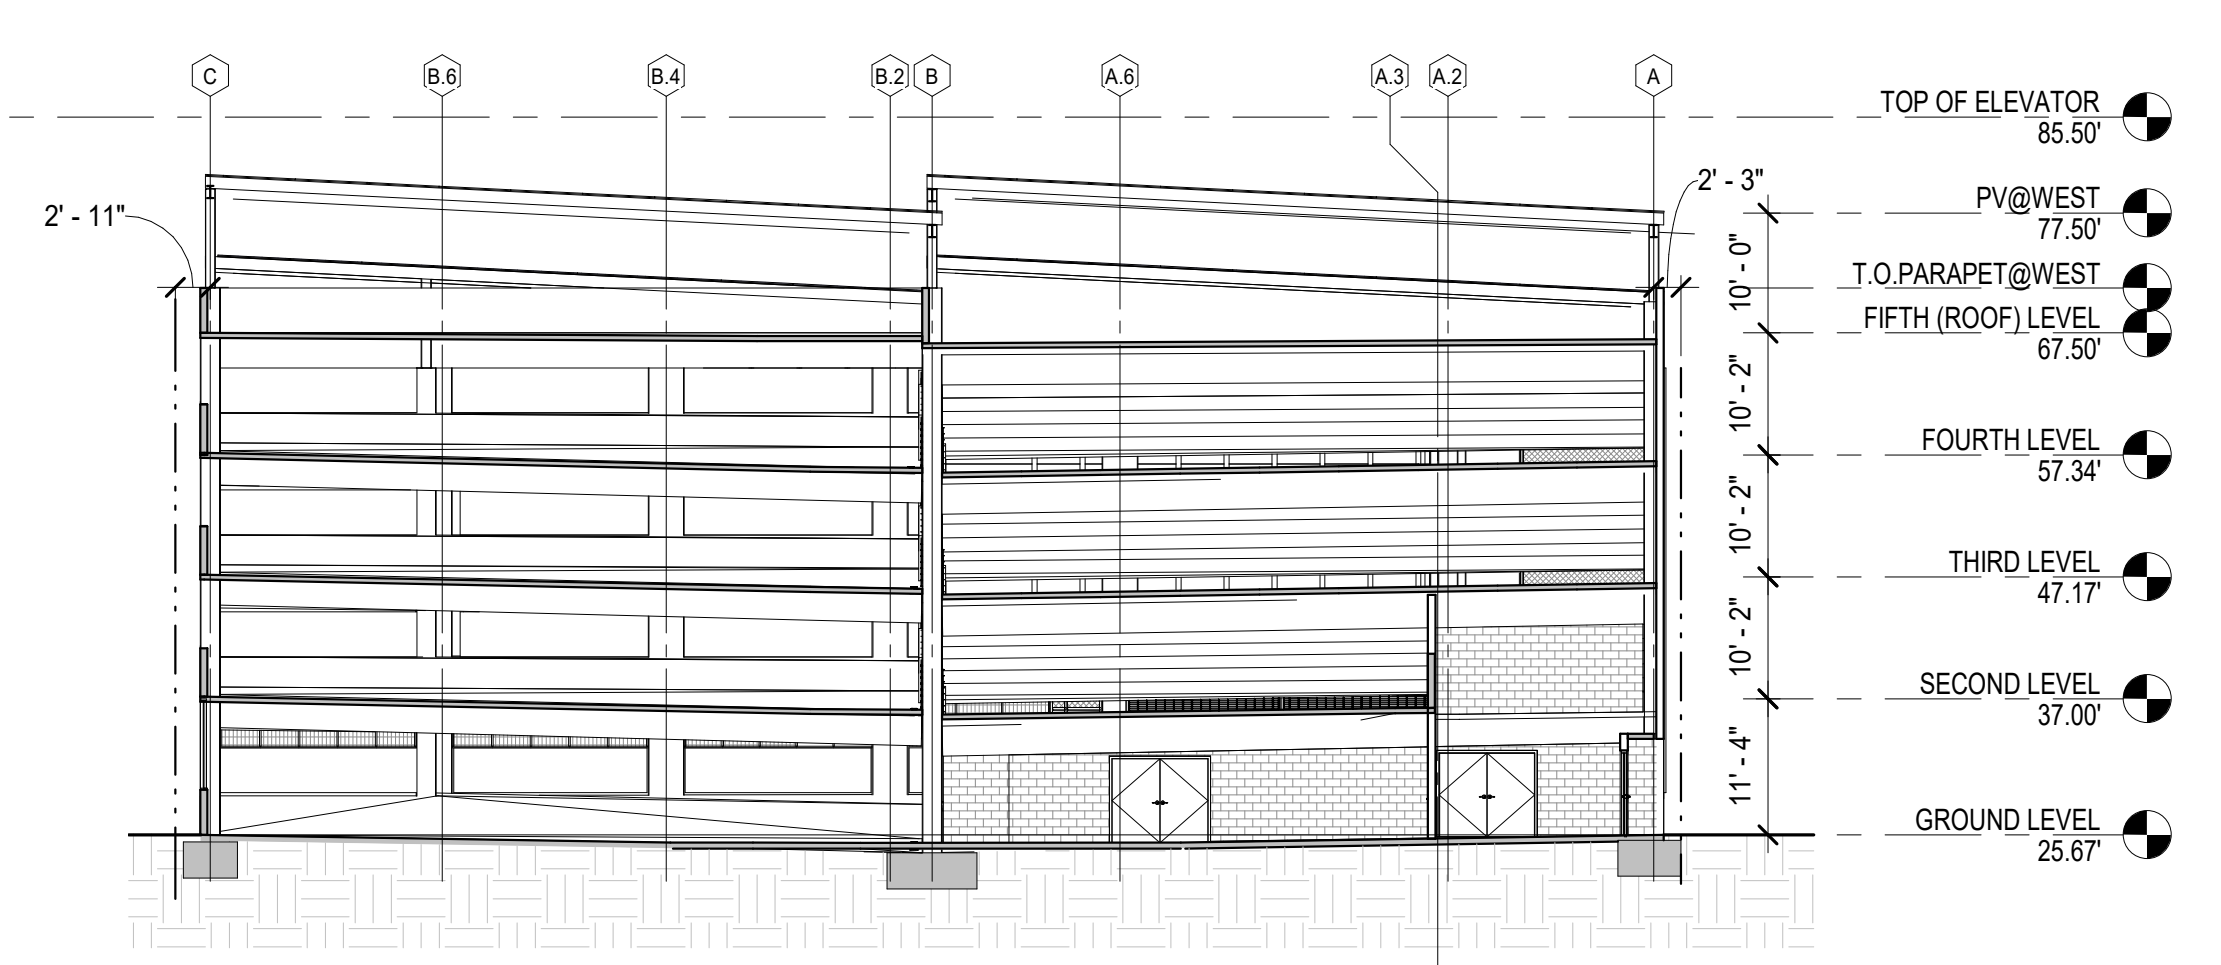 C
B.6
B.4
B.2
B
A.6
A.3
A.2
A
TOP OF ELEVATOR
85.50'
2' - 11"
2' - 3"
PV@WEST
77.50'
10' - 0"
T.O.PARAPET@WEST
FIFTH (ROOF) LEVEL
67.50'
10' - 2"
FOURTH LEVEL
57.34'
10' - 2"
THIRD LEVEL
47.17'
10' - 2"
SECOND LEVEL
37.00'
11' - 4"
GROUND LEVEL
25.67'